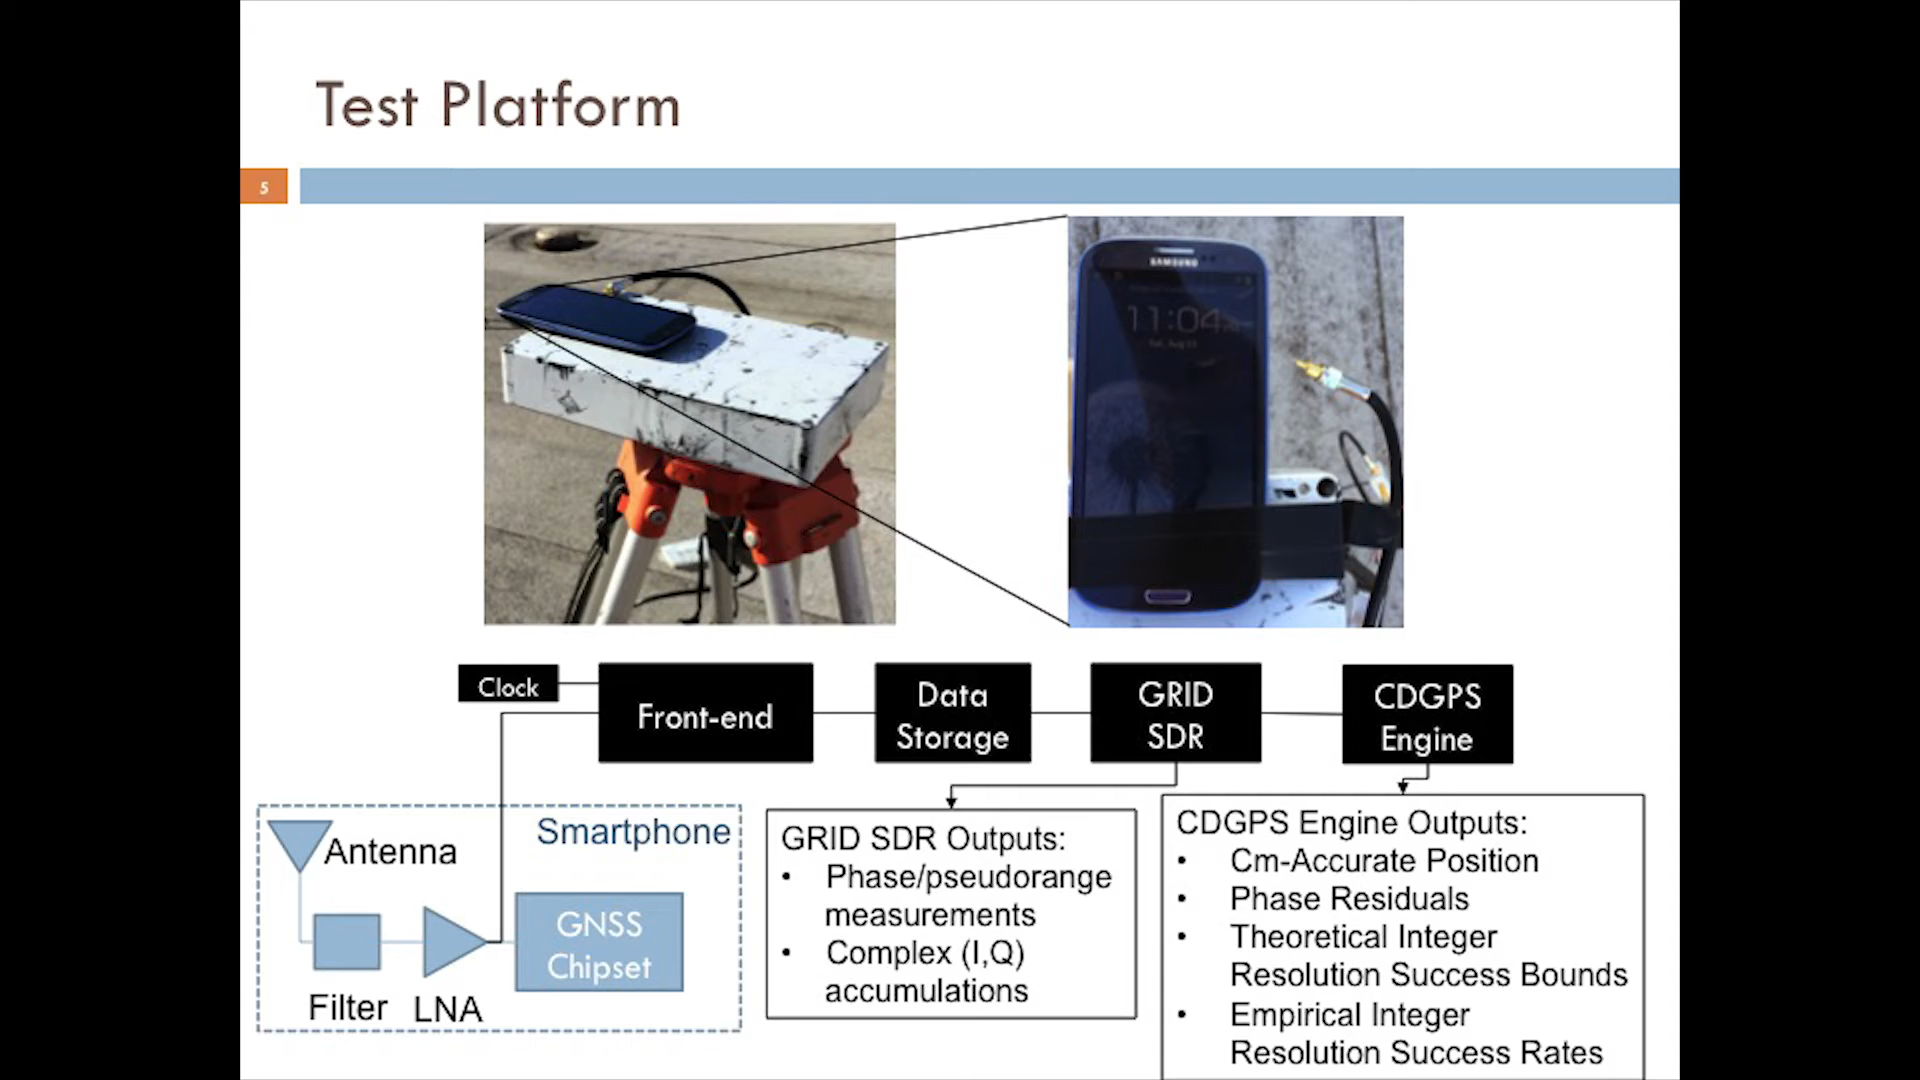 Test Platform
5
SAMSUNG
11:04
Clock
Front-end
Data
Storage
GRID
SDR
CDGPS
Engine
Smartphone
Antenna
GNSS
Chipset
Filter
LNA
GRID SDR Outputs:
• Phase/pseudorange
measurements
• Complex (I,Q)
accumulations
CDGPS Engine Outputs:
• Cm-Accurate Position
• Phase Residuals
• Theoretical Integer
Resolution Success Bounds
• Empirical Integer
Resolution Success Rates